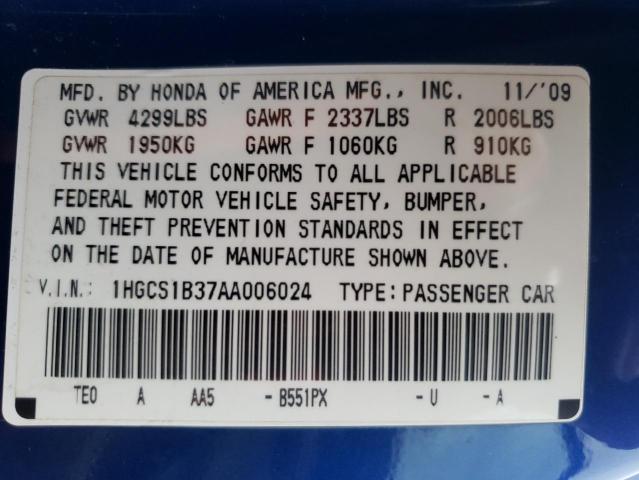 MFD. BY HONDA OF AMERICA MFG., INC. 11/'09
GVWR 4299LBS GAWR F 2337LBS R 2006LBS
GVWR 1950KG GAWR F 1060KG R 910KG
THIS VEHICLE CONFORMS TO ALL APPLICABLE
FEDERAL MOTOR VEHICLE SAFETY, BUMPER,
AND THEFT PREVENTION STANDARDS IN EFFECT
ON THE DATE OF MANUFACTURE SHOWN ABOVE.
V.I.N.: 1HGCS1B37AA006024 TYPE: PASSENGER CAR
TE0 A AA5 - B551PX - U - A